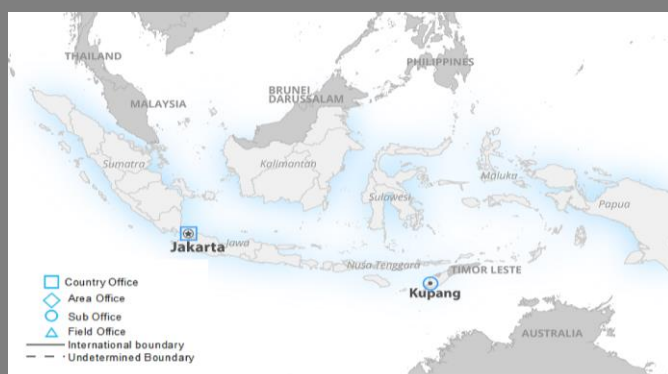 THAILAND
PHILIPPINES
BRUNEI
DARUSSALAM
MALAYSIA
Sumatra
Kalimantan
Sulawesi
Maluku
Papua
Jakarta
Jawa
Nusa Tenggara
TIMOR LESTE
Kupang
AUSTRALIA
Country Office
Area Office
Sub Office
Field Office
International boundary
Undetermined Boundary